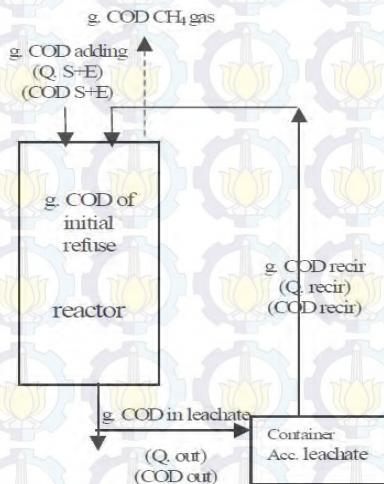 g. COD CH₄ gas
g. COD adding
(Q. S+E)
(COD S+E)
g. COD of
initial
refuse
reactor
g. COD recir
(Q. recir)
(COD recir)
g. COD in leachate
(Q. out)
(COD out)
Container
Acc. leachate